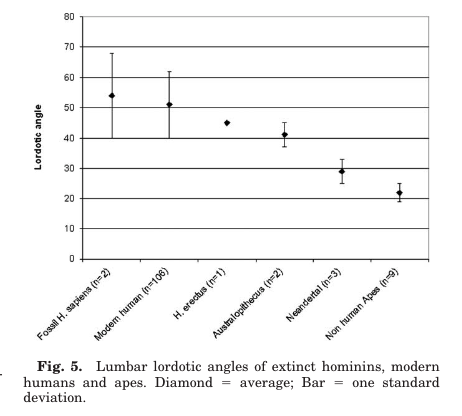 80
70
60
50
40
30
20
10
0
Lordotic angle
Fossil H. sapiens (n=2)
Modern human (n=106)
H. erectus (n=1)
Australopithecus (n=2)
Neandertal (n=3)
Non human Apes (n=9)
Fig. 5. Lumbar lordotic angles of extinct hominins, modern
humans and apes. Diamond = average; Bar = one standard
deviation.